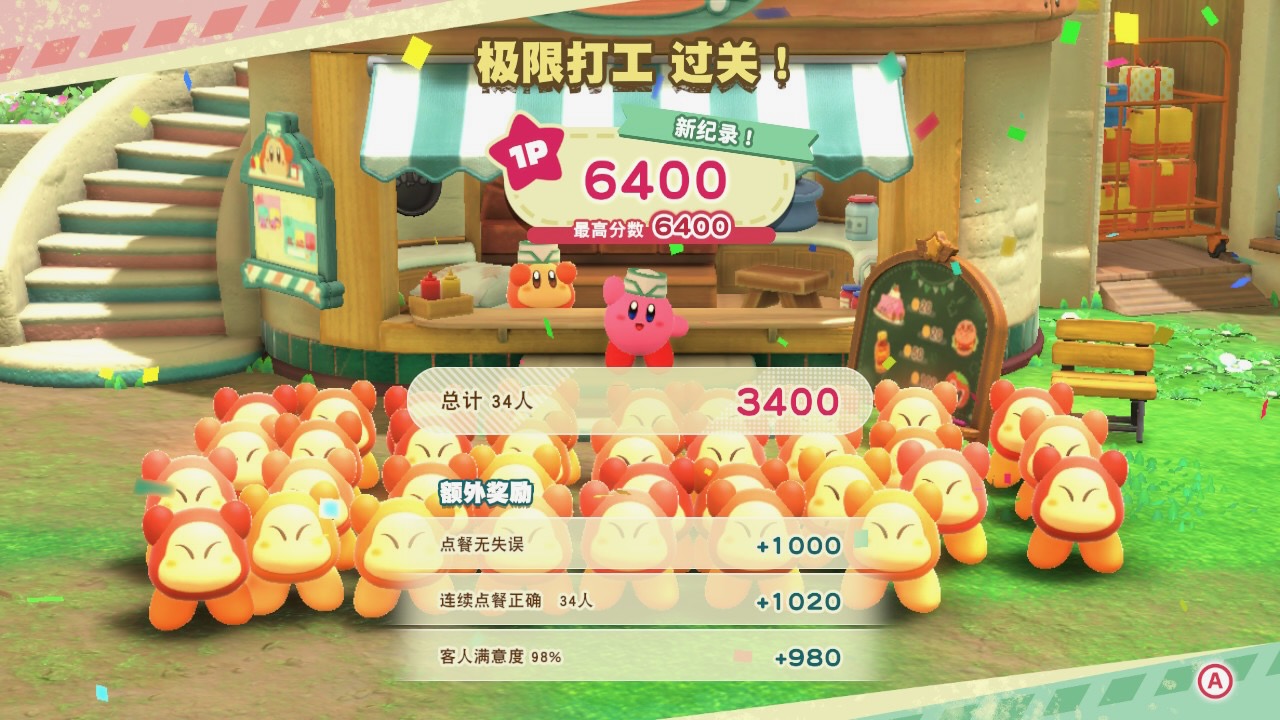 极限打工 过关！
新纪录！
1P
6400
最高分数 6400
总计 34人 3400
额外奖励
点餐无失误 +1000
连续点餐正确 34人 +1020
客人满意度 98% +980
A